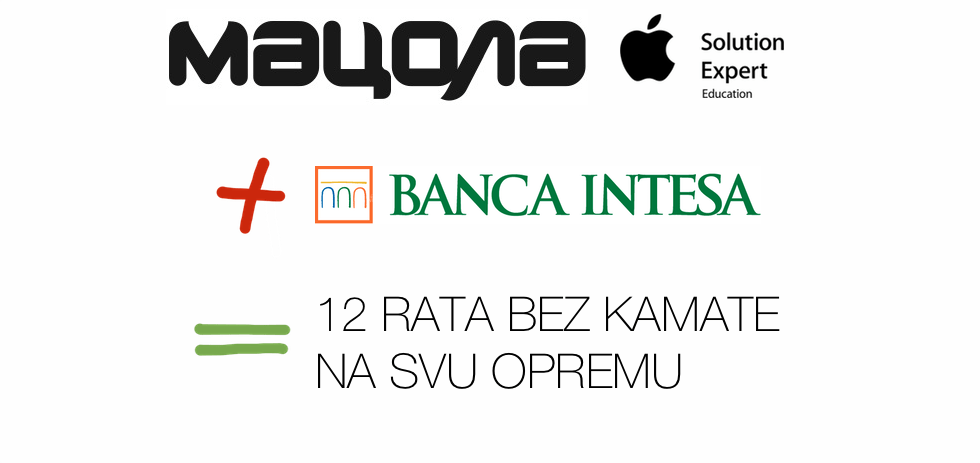 мацола
Solution
Expert
Education
+
BANCA INTESA
=
12 RATA BEZ KAMATE
NA SVU OPREMU